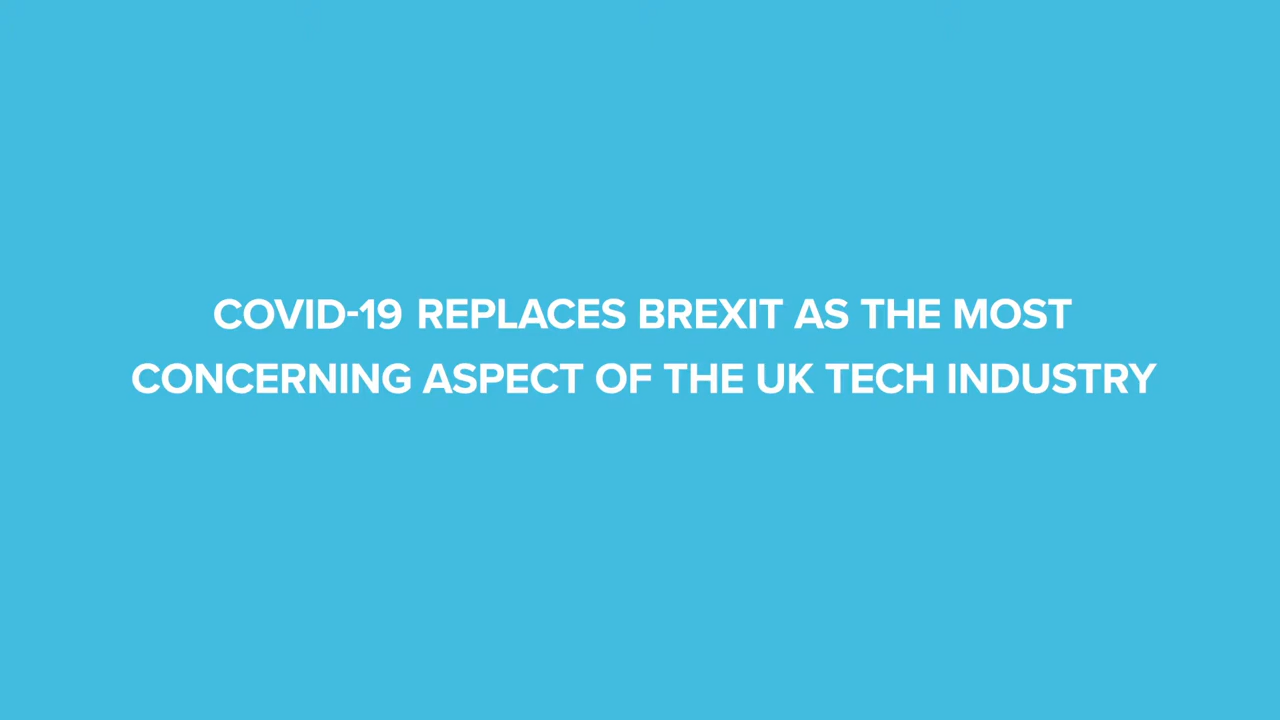 COVID-19 REPLACES BREXIT AS THE MOST
CONCERNING ASPECT OF THE UK TECH INDUSTRY